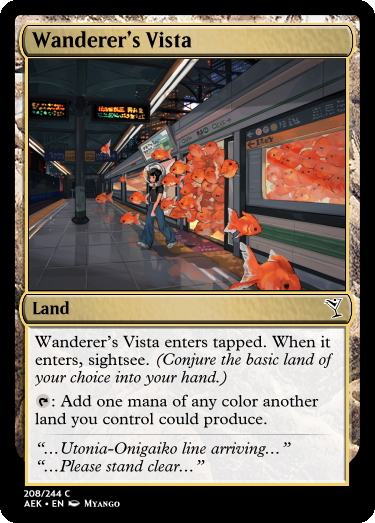 Wanderer's Vista
Land
Wanderer's Vista enters tapped. When it
enters, sightsee. (Conjure the basic land of
your choice into your hand.)
: Add one mana of any color another
land you control could produce.
“…Utonia-Onigaiko line arriving…”
“…Please stand clear…”
208/244 C
AEK • EN Myango